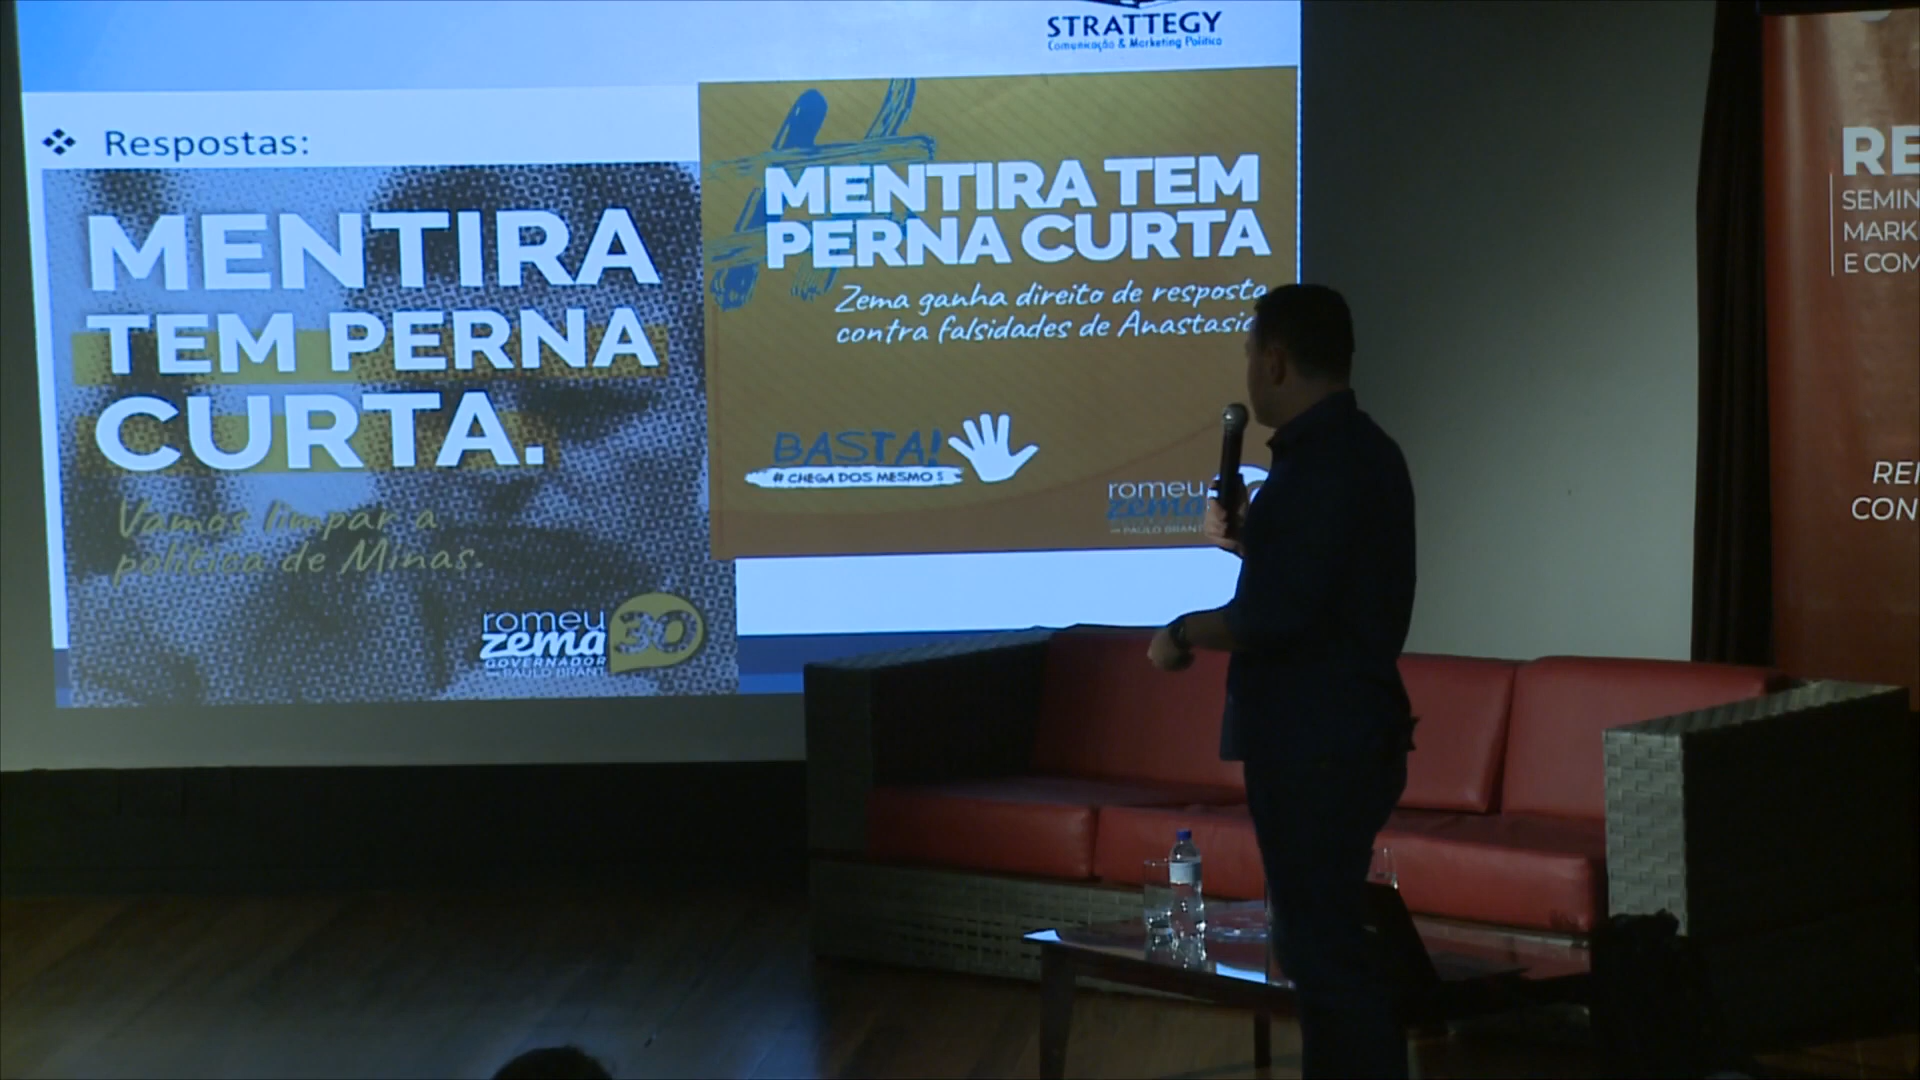 STRATTEGY
Comunicação & Marketing Político
Respostas:
MENTIRA
TEM PERNA
CURTA.
Vamos limpar a
política de Minas.
romeu
zema
30
GOVERNADOR
PAULO BRANT
#
MENTIRA TEM
PERNA CURTA
Zema ganha direito de resposta
contra falsidades de Anastasia
BASTA!
# CHEGA DOS MESMOS
romeu
zema
PAULO BRANT
RE
SEMIN
MARK
E COM
REI
CON